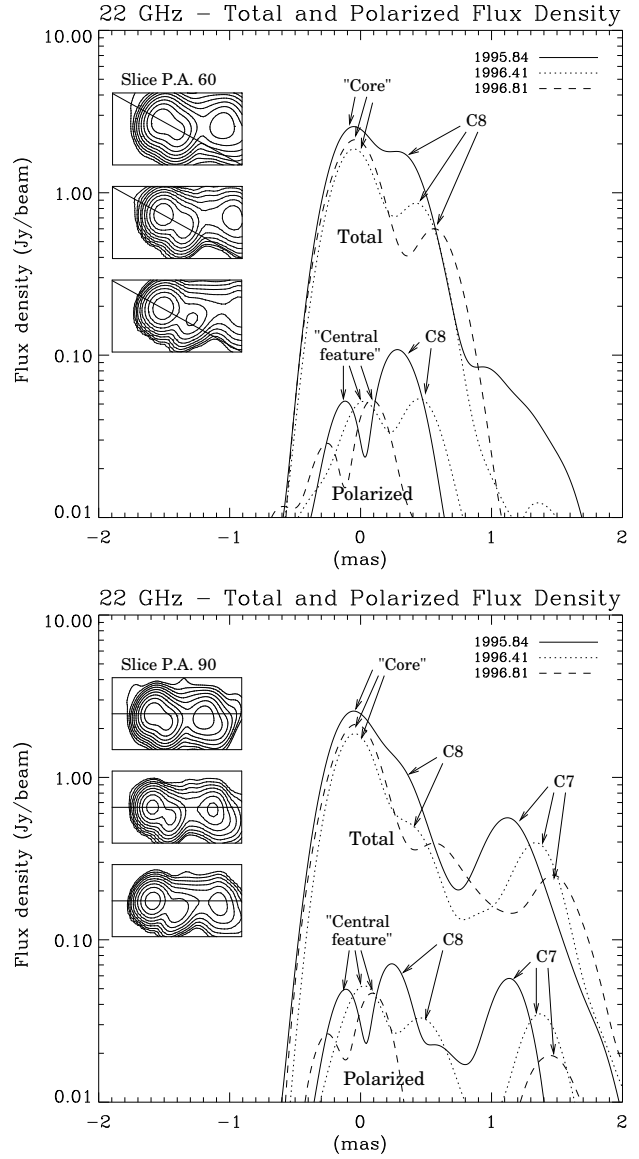 22 GHz – Total and Polarized Flux Density
10.00
1.00
0.10
0.01
Flux density (Jy/beam)
Slice P.A. 60
1995.84
1996.41
1996.81
"Core"
C8
Total
"Central
feature"
C8
Polarized
−2
−1
0
1
2
(mas)
22 GHz – Total and Polarized Flux Density
10.00
1.00
0.10
0.01
Flux density (Jy/beam)
Slice P.A. 90
1995.84
1996.41
1996.81
"Core"
C8
C7
Total
"Central
feature"
C8
C7
Polarized
−2
−1
0
1
2
(mas)